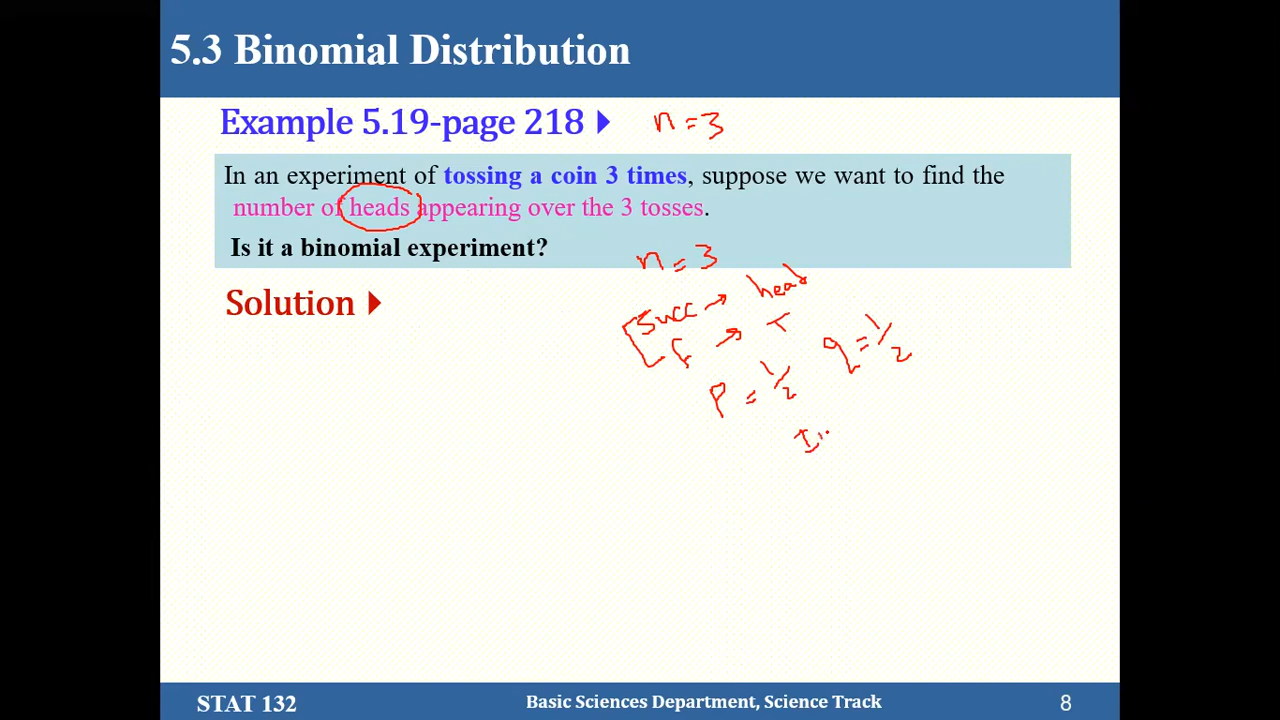 5.3 Binomial Distribution
Example 5.19-page 218 n = 3
In an experiment of tossing a coin 3 times, suppose we want to find the
number of heads appearing over the 3 tosses.
Is it a binomial experiment?
n = 3
Solution
Succ → head
F → T
P = 1/2 q = 1/2
STAT 132 Basic Sciences Department, Science Track 8